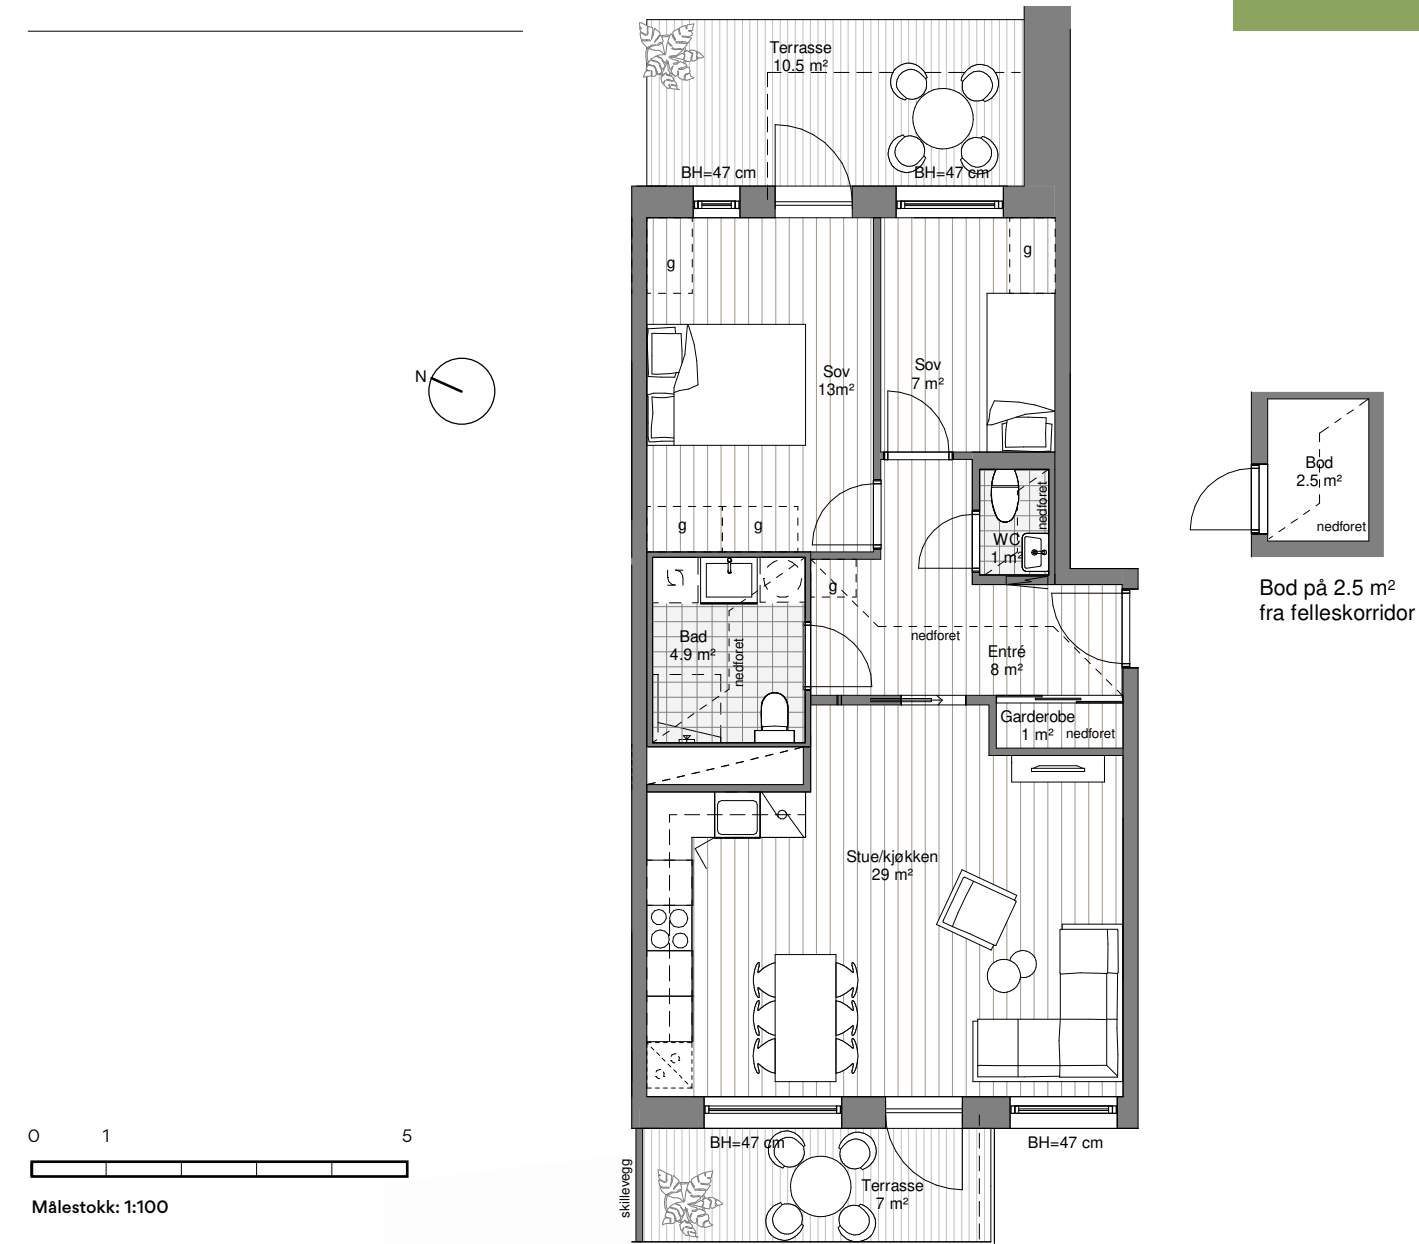 Terrasse
10.5 m²
BH=47 cm
BH=47 cm
g
g
Sov
13m²
Sov
7 m²
N
g
g
nedforet
WC
1 m²
g
Bad
4.9 m²
nedforet
nedforet
Entré
8 m²
Garderobe
1 m²
nedforet
Stue/kjøkken
29 m²
BH=47 cm
BH=47 cm
skillevegg
Terrasse
7 m²
Bod
2.5 m²
nedforet
Bod på 2.5 m²
fra felleskorridor
0 1 5
Målestokk: 1:100